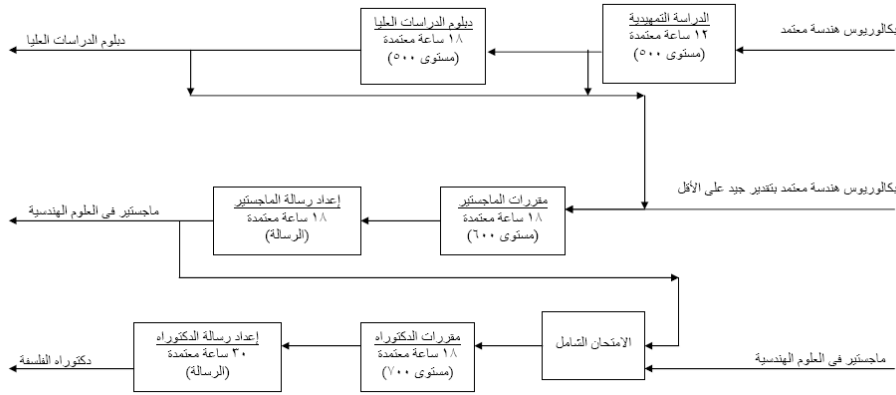 بكالوريوس هندسة معتمد
الدراسة التمهيدية
١٢ ساعة معتمدة
(مستوى ٥٠٠)
دبلوم الدراسات العليا
١٨ ساعة معتمدة
(مستوى ٥٠٠)
دبلوم الدراسات العليا
بكالوريوس هندسة معتمد بتقدير جيد على الأقل
مقررات الماجستير
١٨ ساعة معتمدة
(مستوى ٦٠٠)
إعداد رسالة الماجستير
١٨ ساعة معتمدة
(الرسالة)
ماجستير فى العلوم الهندسية
ماجستير فى العلوم الهندسية
الامتحان الشامل
مقررات الدكتوراه
١٨ ساعة معتمدة
(مستوى ٧٠٠)
إعداد رسالة الدكتوراه
٣٠ ساعة معتمدة
(الرسالة)
دكتوراه الفلسفة